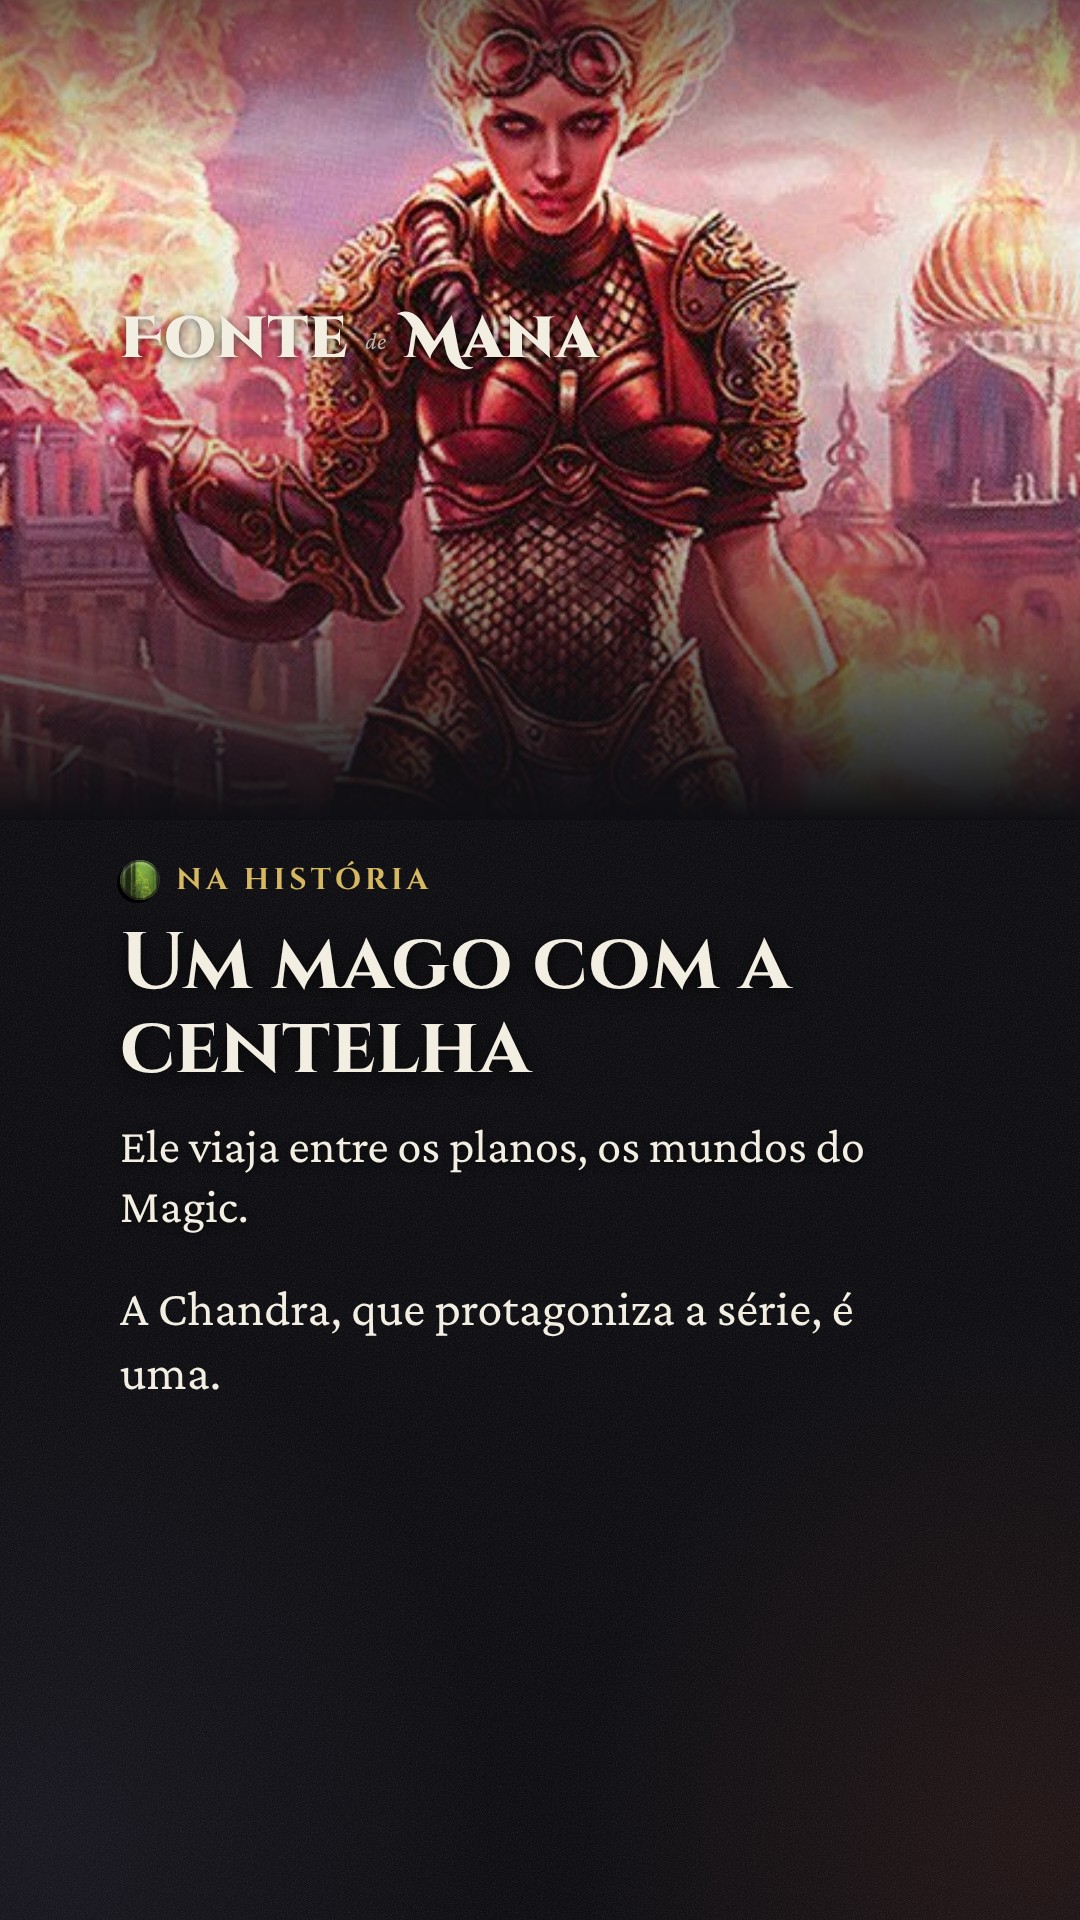 Fonte de Mana
NA HISTÓRIA
Um mago com a
centelha
Ele viaja entre os planos, os mundos do
Magic.
A Chandra, que protagoniza a série, é
uma.